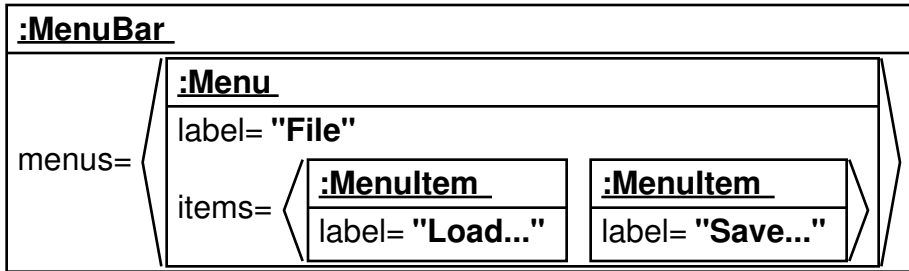 :MenuBar
:Menu
label= "File"
menus=
items=
:MenuItem :MenuItem
label= "Load..." label= "Save..."